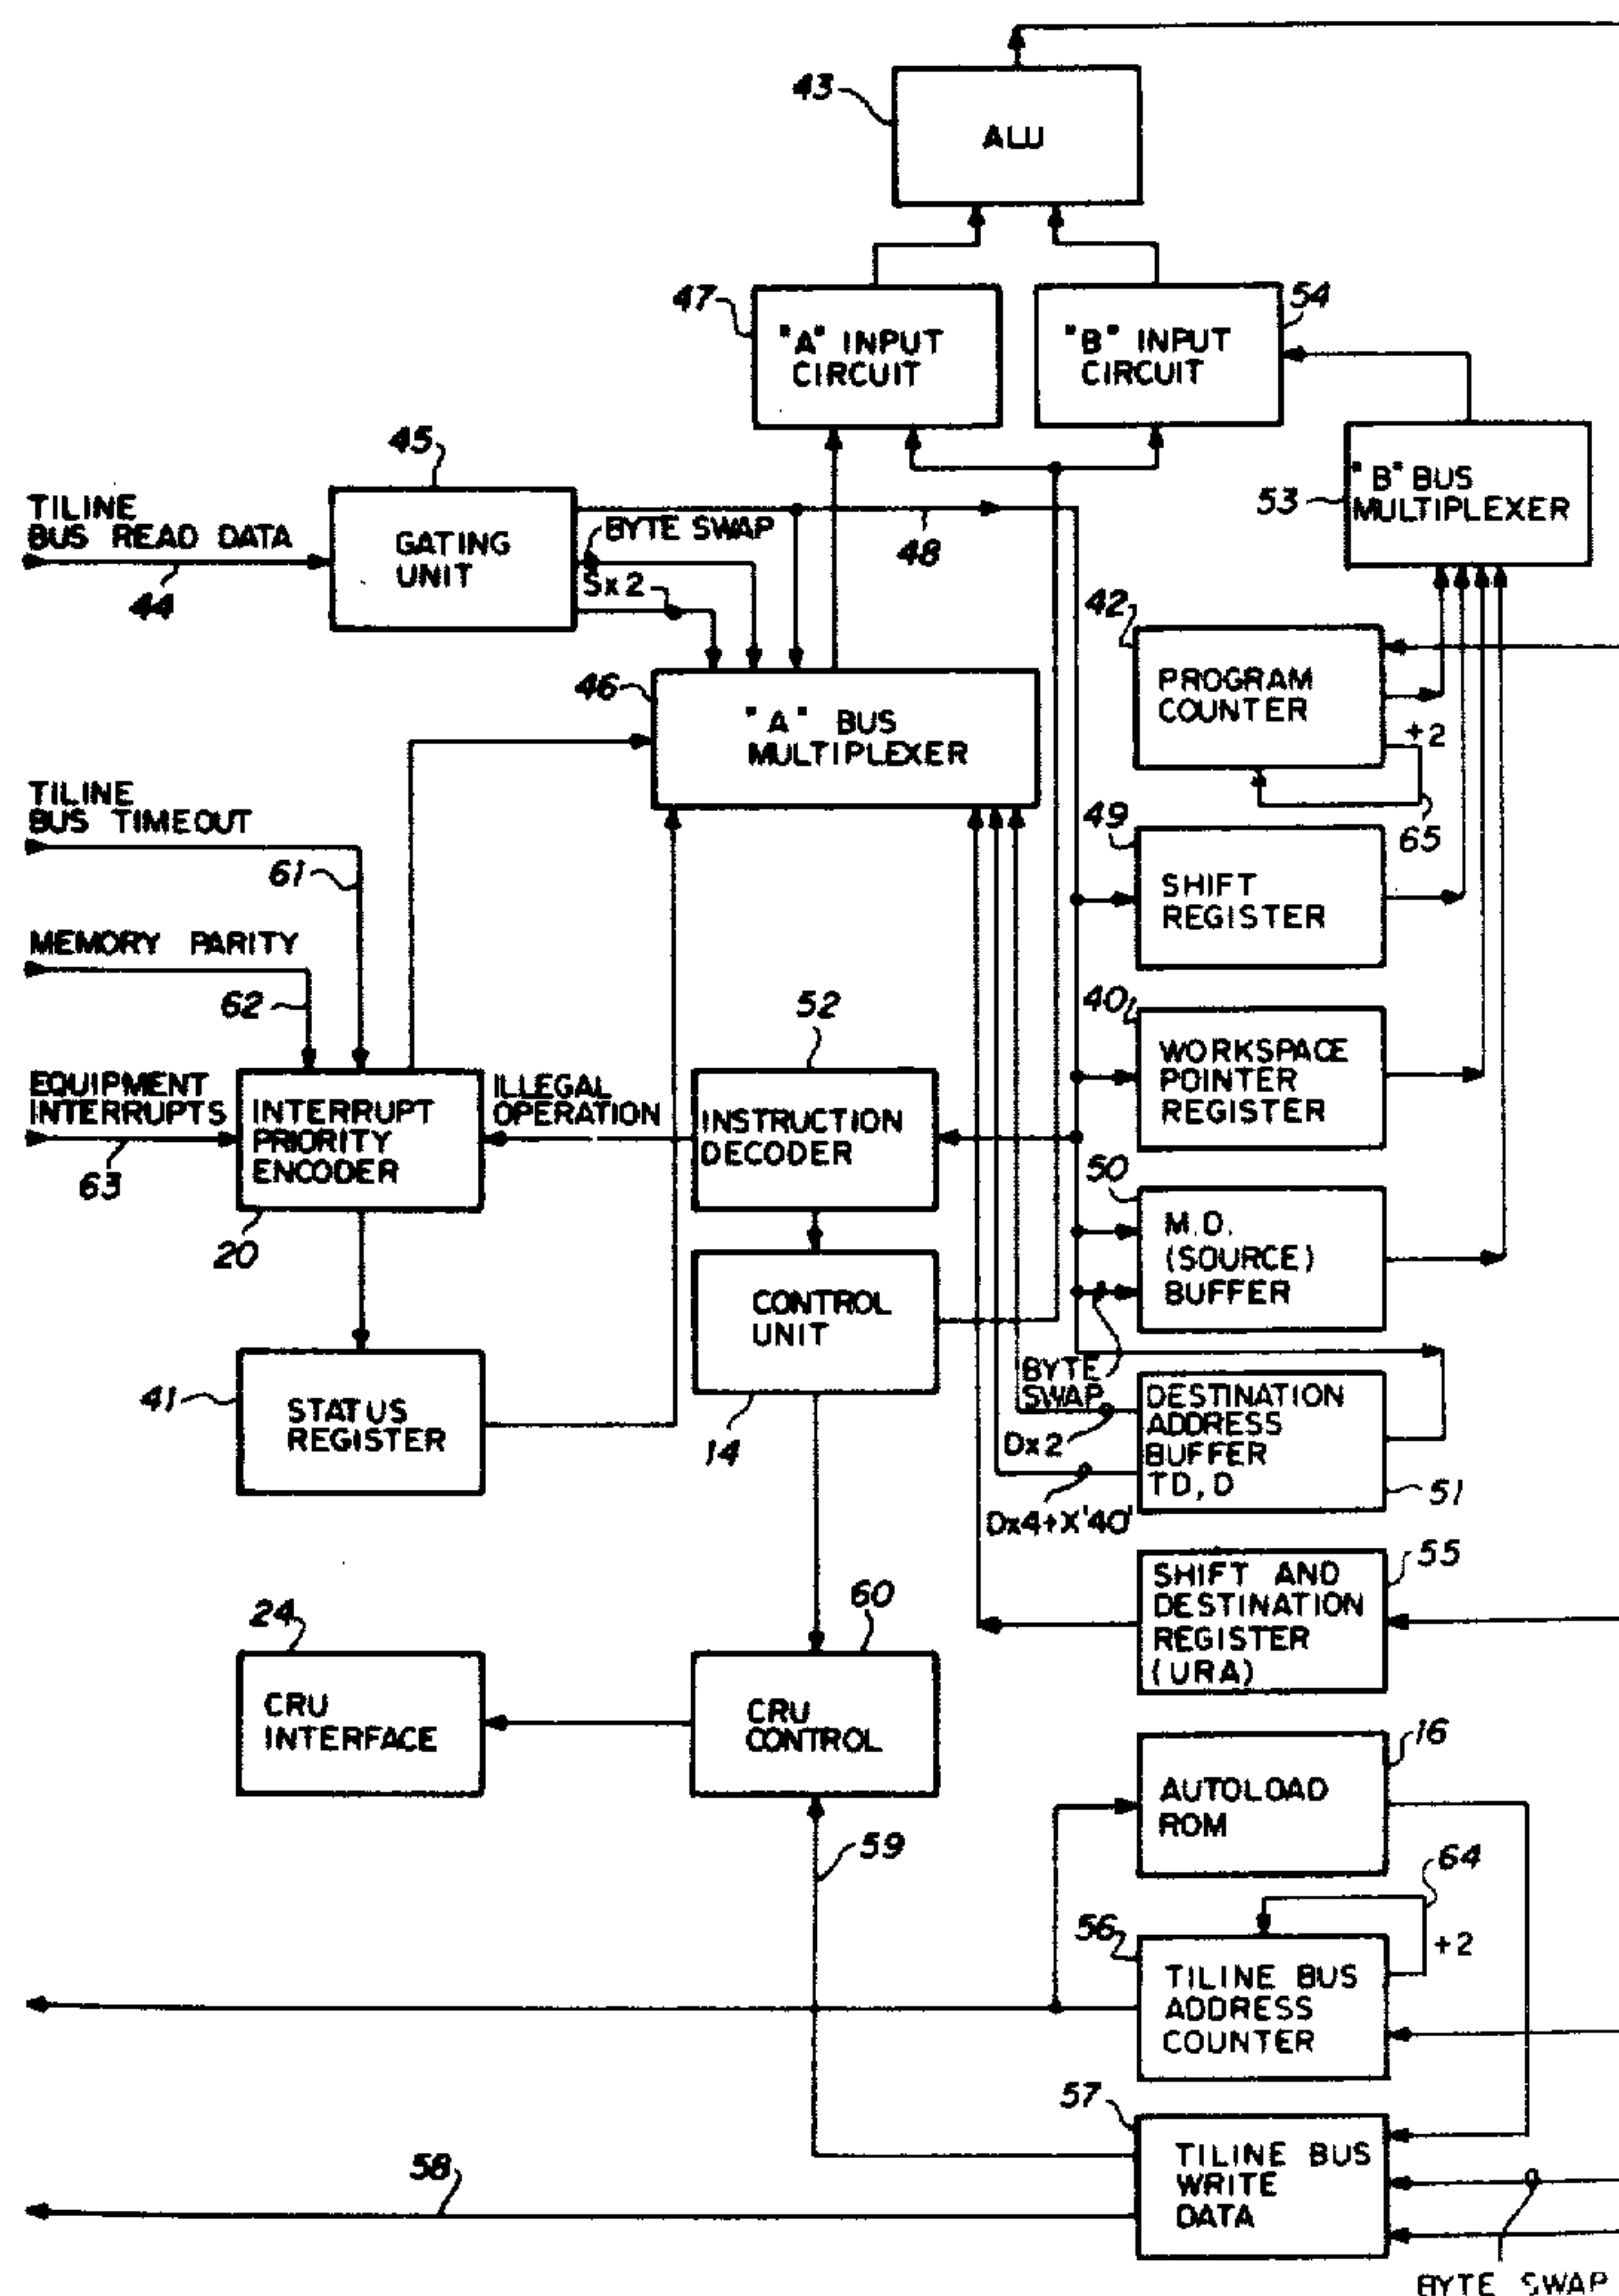 43
ALU
47
"A" INPUT
CIRCUIT
54
"B" INPUT
CIRCUIT
45
TILINE
BUS READ DATA
44
GATING
UNIT
BYTE SWAP
Sx2
48
53
"B" BUS
MULTIPLEXER
46
"A" BUS
MULTIPLEXER
42
PROGRAM
COUNTER
+2
65
TILINE
BUS TIMEOUT
61
49
SHIFT
REGISTER
MEMORY PARITY
62
52
40
WORKSPACE
POINTER
REGISTER
EQUIPMENT
INTERRUPTS
63
INTERRUPT
PRIORITY
ENCODER
20
ILLEGAL
OPERATION
INSTRUCTION
DECODER
50
M.D.
(SOURCE)
BUFFER
CONTROL
UNIT
14
41
STATUS
REGISTER
BYTE
SWAP
Dx2
Dx4+X'40'
DESTINATION
ADDRESS
BUFFER
TD, D
51
55
SHIFT AND
DESTINATION
REGISTER
(URA)
24
CRU
INTERFACE
60
CRU
CONTROL
16
AUTOLOAD
ROM
59
64
+2
56
TILINE BUS
ADDRESS
COUNTER
57
TILINE BUS
WRITE
DATA
58
BYTE SWAP